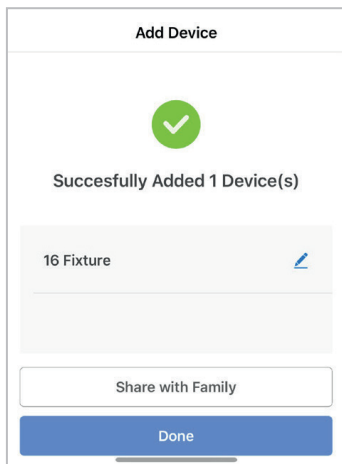 Add Device
Succesfully Added 1 Device(s)
16 Fixture
Share with Family
Done